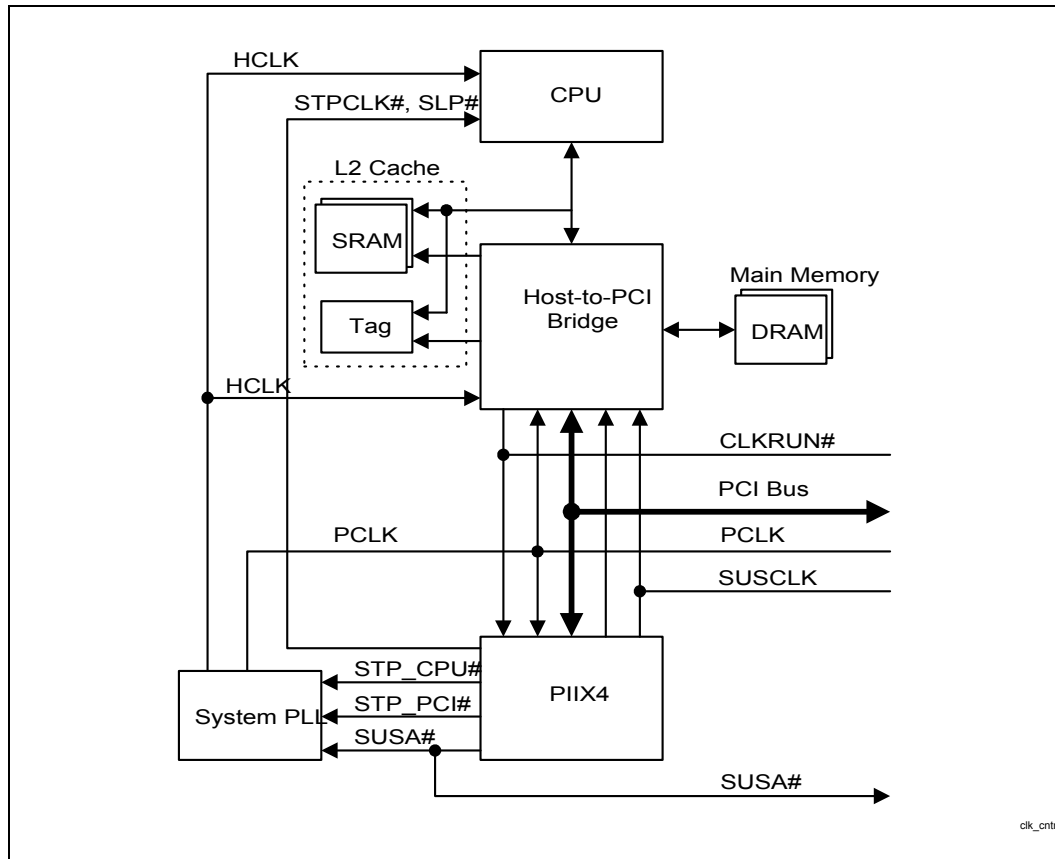 HCLK
CPU
STPCLK#, SLP#
L2 Cache
SRAM
Host-to-PCI
Bridge
Main Memory
DRAM
Tag
HCLK
CLKRUN#
PCI Bus
PCLK
PCLK
SUSCLK
STP_CPU#
PIIX4
STP_PCI#
System PLL
SUSA#
SUSA#